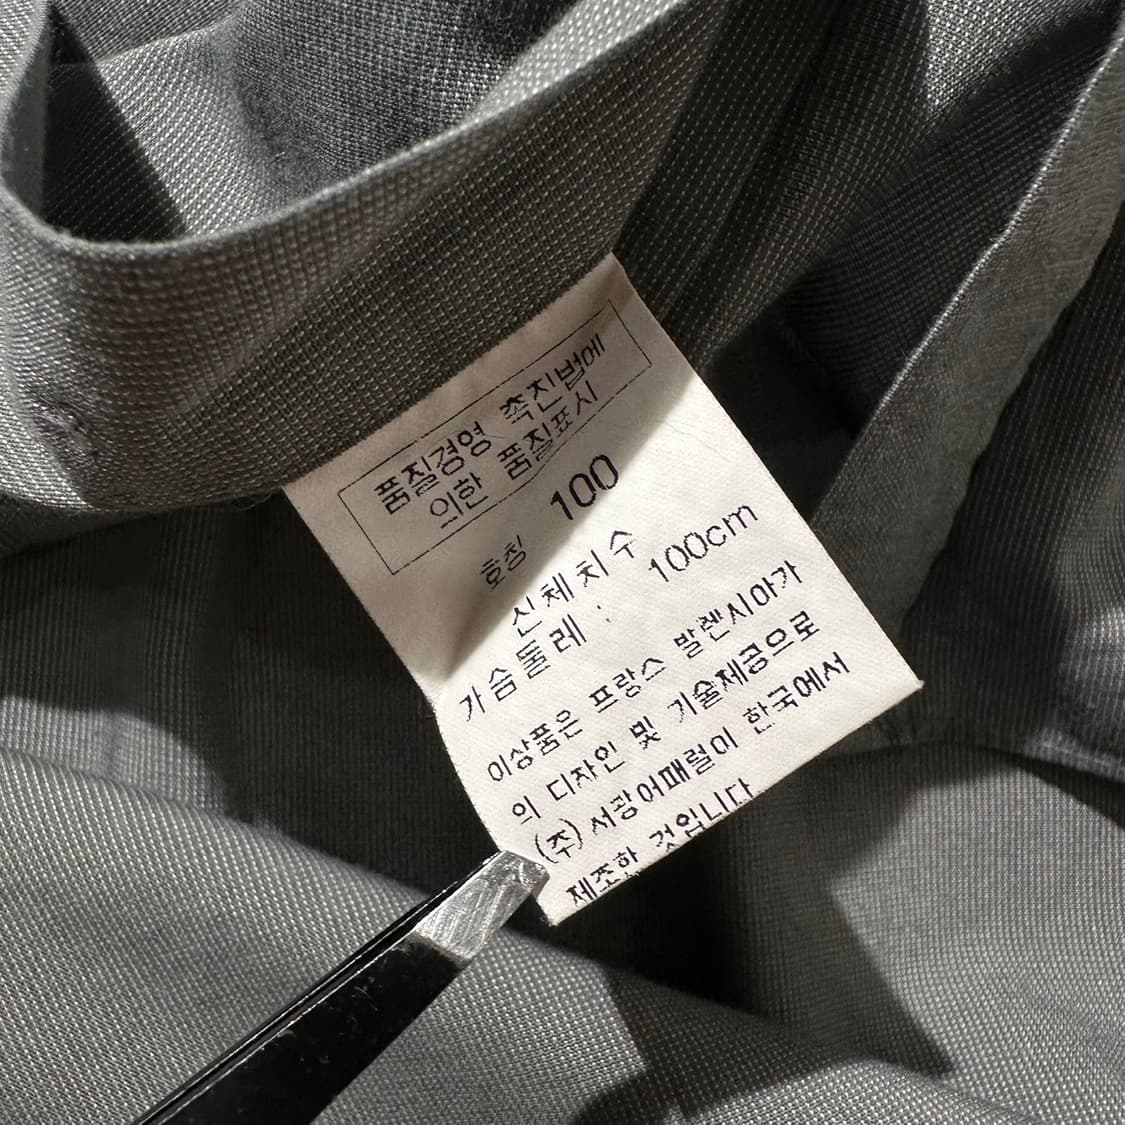 품질경영 촉진법에
의한 품질표시
호칭 100
신체치수
가슴둘레 : 100cm
이상품은 프랑스 발렌시아가
의 디자인 및 기술제공으로
(주) 서광어패럴이 한국에서
제조한 것입니다